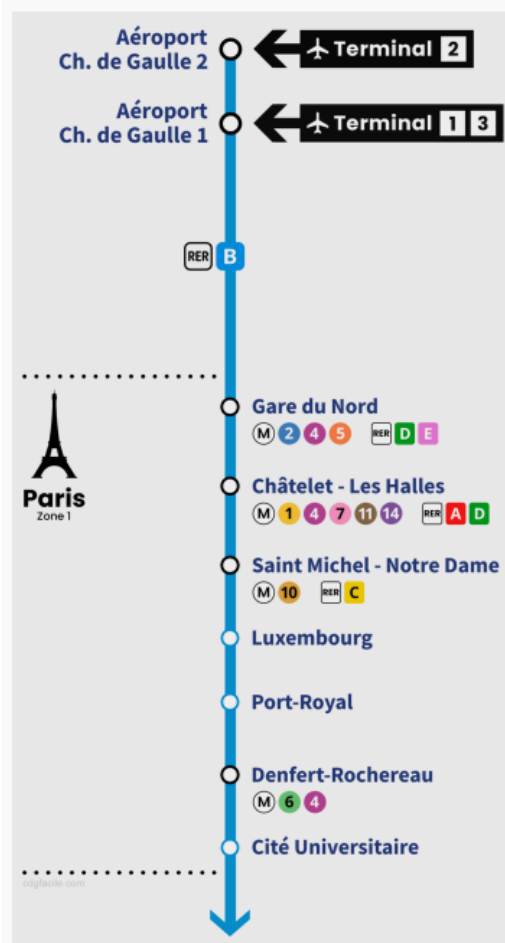 Aéroport
Ch. de Gaulle 2
Terminal 2
Aéroport
Ch. de Gaulle 1
Terminal 1 3
RER B
Gare du Nord
M 2 4 5 RER D E
Paris
Zone 1
Châtelet - Les Halles
M 1 4 7 11 14 RER A D
Saint Michel - Notre Dame
M 10 RER C
Luxembourg
Port-Royal
Denfert-Rochereau
M 6 4
Cité Universitaire
cdgfacile.com